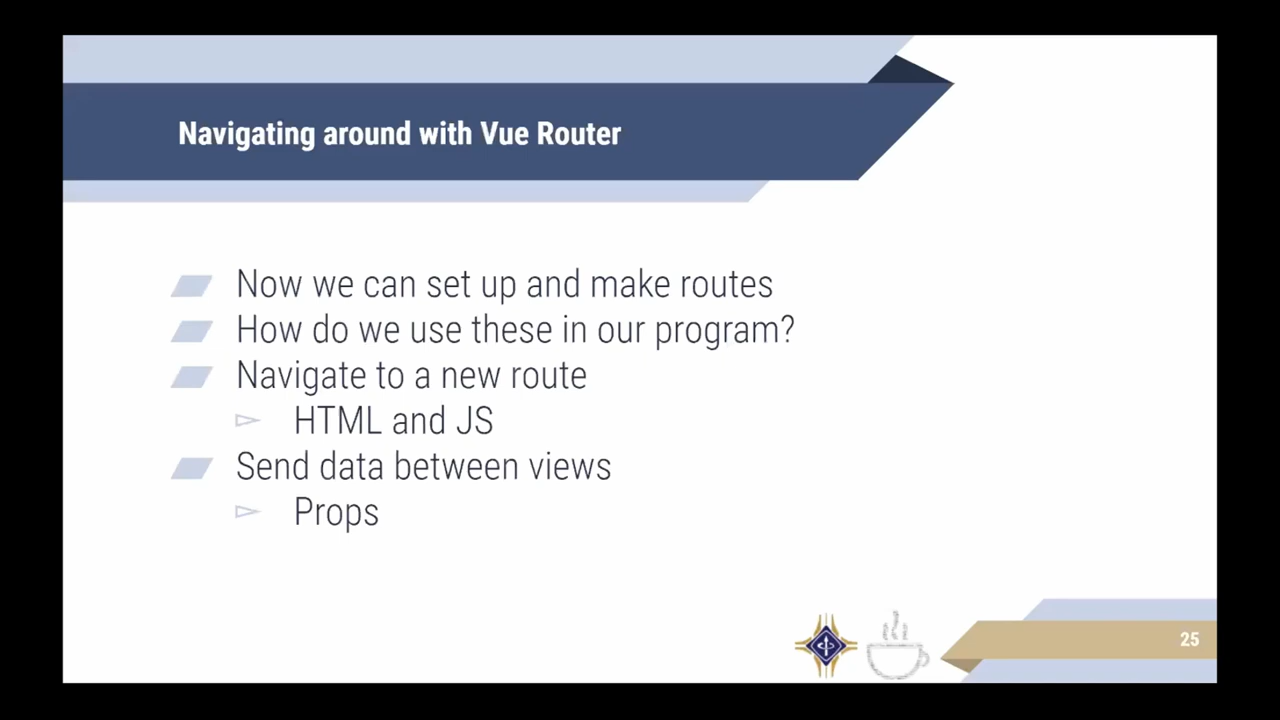 Navigating around with Vue Router
Now we can set up and make routes
How do we use these in our program?
Navigate to a new route
HTML and JS
Send data between views
Props
25